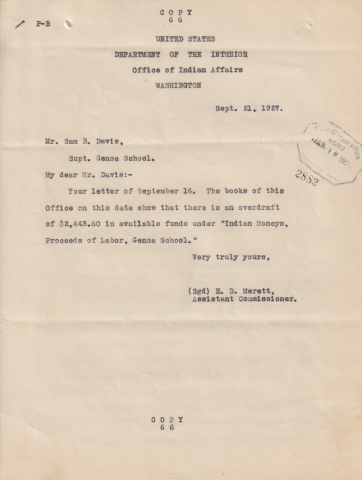 COPY
66
P-B
UNITED STATES
DEPARTMENT OF THE INTERIOR
Office of Indian Affairs
WASHINGTON
Sept. 21, 1927.
Mr. Sam B. Davis,
Supt. Genoa School.
My dear Mr. Davis:-
Your letter of September 16. The books of this
Office on this date show that there is an overdraft
of $2,443.60 in available funds under "Indian Moneys,
Proceeds of Labor, Genoa School."
Very truly yours,
(Sgd) E. B. Merett,
Assistant Commissioner.
2882
COPY
66